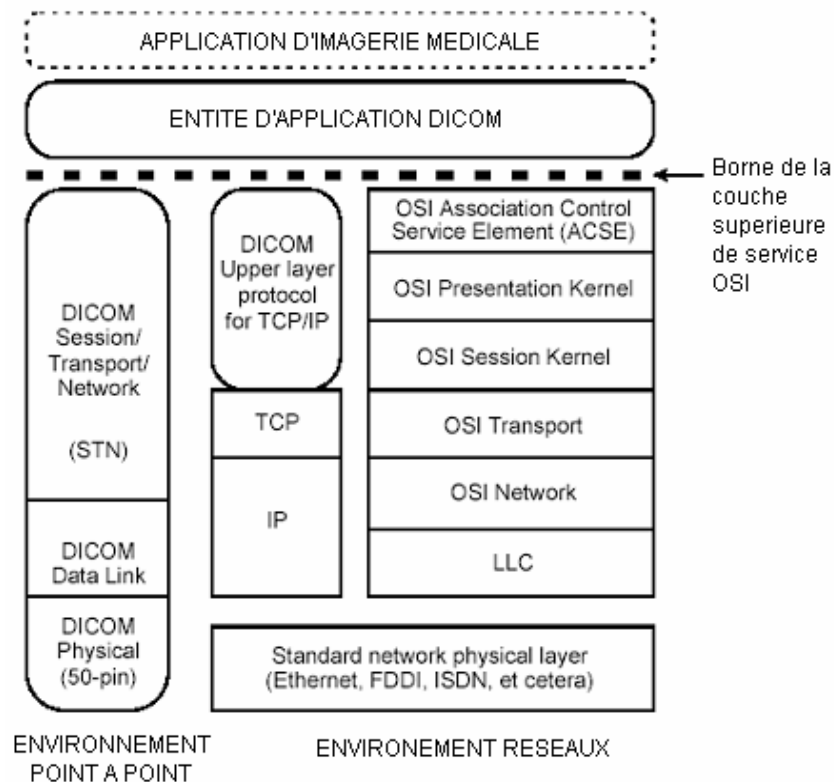 APPLICATION D'IMAGERIE MEDICALE
ENTITE D'APPLICATION DICOM
Borne de la
couche
superieure
de service
OSI
DICOM
Session/
Transport/
Network
(STN)
DICOM
Data Link
DICOM
Physical
(50-pin)
DICOM
Upper layer
protocol
for TCP/IP
TCP
IP
OSI Association Control
Service Element (ACSE)
OSI Presentation Kernel
OSI Session Kernel
OSI Transport
OSI Network
LLC
Standard network physical layer
(Ethernet, FDDI, ISDN, et cetera)
ENVIRONNEMENT
POINT A POINT
ENVIRONEMENT RESEAUX